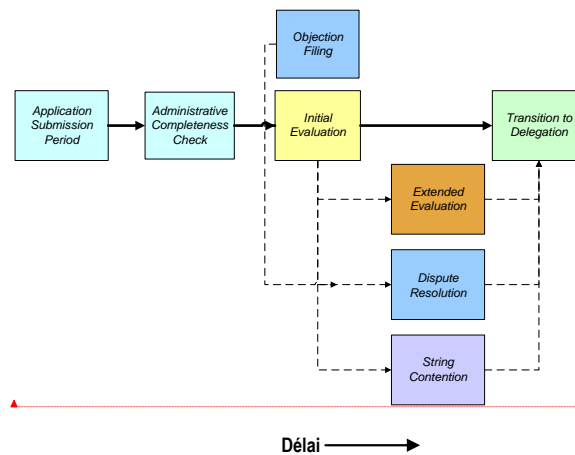 Objection
Filing
Application
Submission
Period
Administrative
Completeness
Check
Initial
Evaluation
Transition to
Delegation
Extended
Evaluation
Dispute
Resolution
String
Contention
Délai